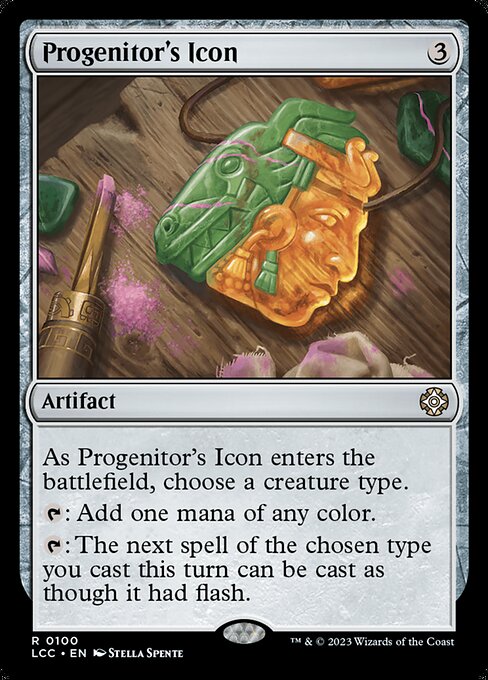 Progenitor's Icon 3
Artifact
As Progenitor's Icon enters the
battlefield, choose a creature type.
: Add one mana of any color.
: The next spell of the chosen type
you cast this turn can be cast as
though it had flash.
R 0100
LCC • EN Stella Spente
™ & © 2023 Wizards of the Coast